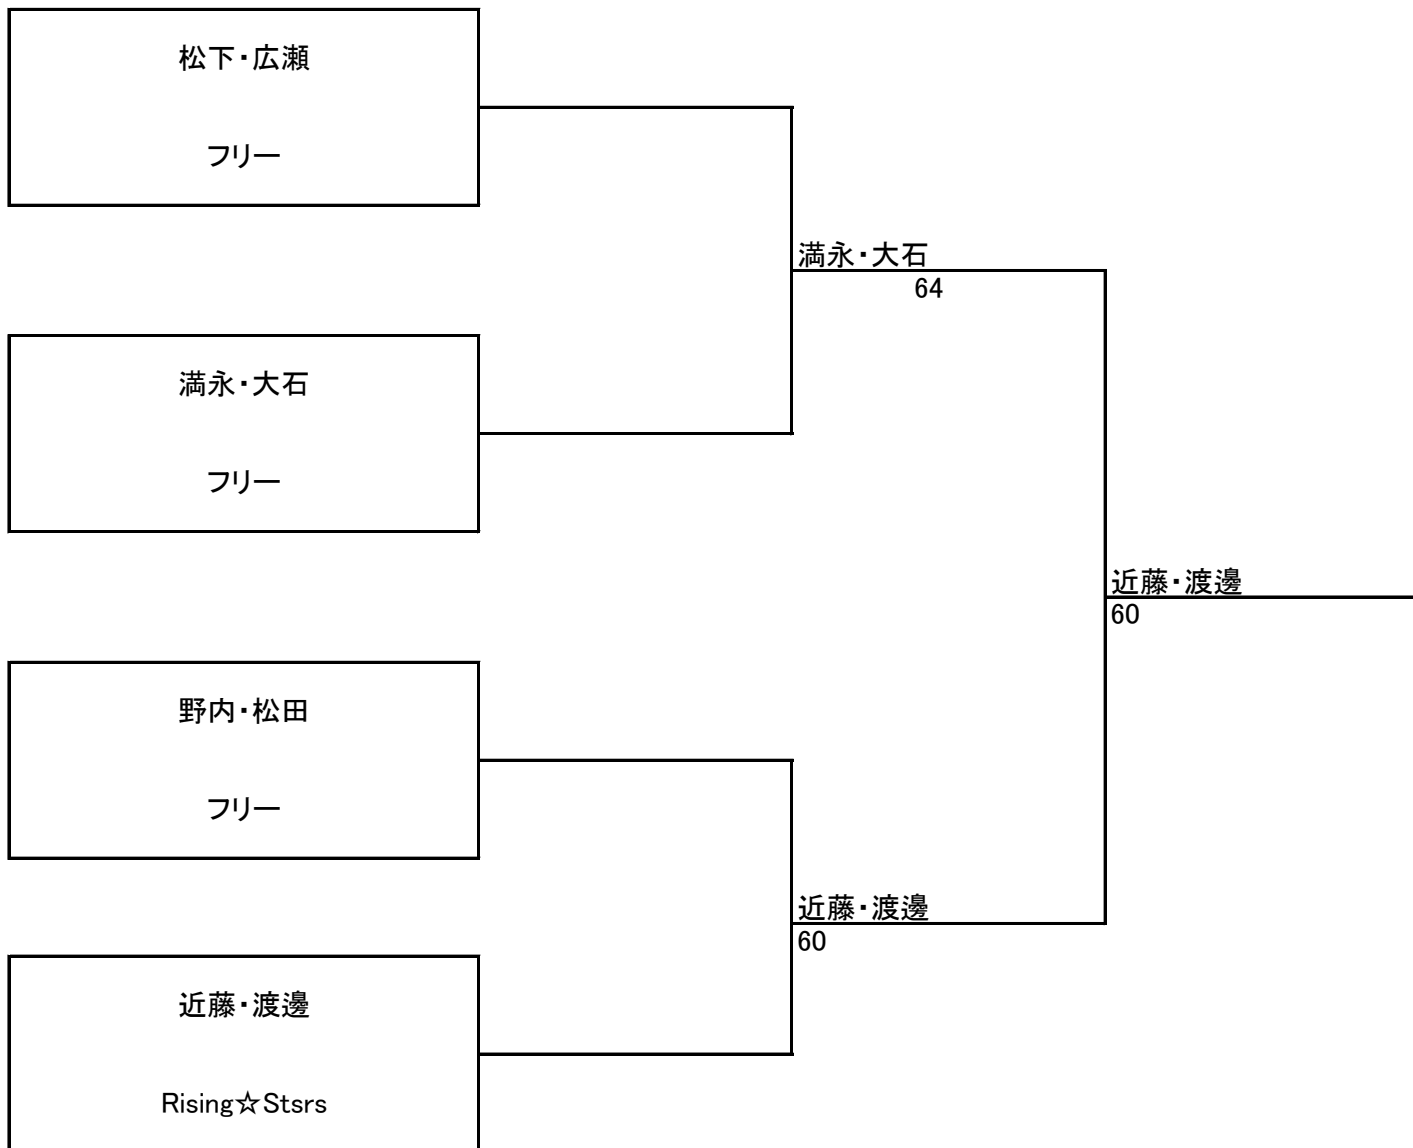 松下・広瀬
フリー
満永・大石
64
満永・大石
フリー
近藤・渡邊
60
野内・松田
フリー
近藤・渡邊
60
近藤・渡邊
Rising☆Stsrs